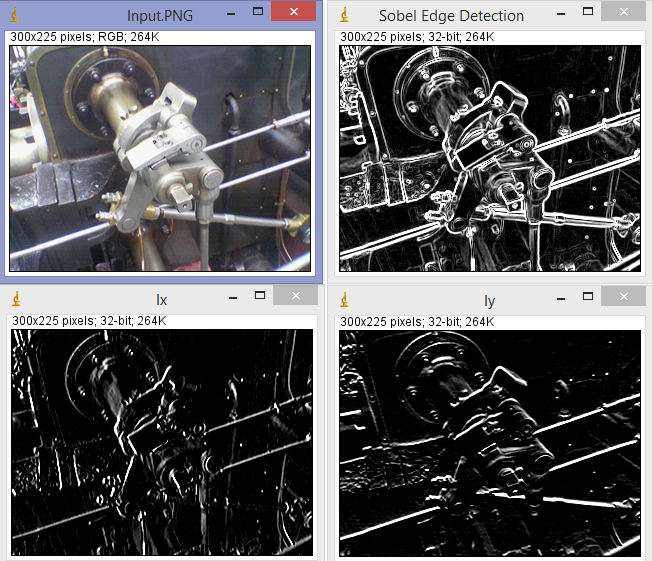 Input.PNG
300x225 pixels; RGB; 264K
Sobel Edge Detection
300x225 pixels; 32-bit; 264K
Ix
300x225 pixels; 32-bit; 264K
Iy
300x225 pixels; 32-bit; 264K